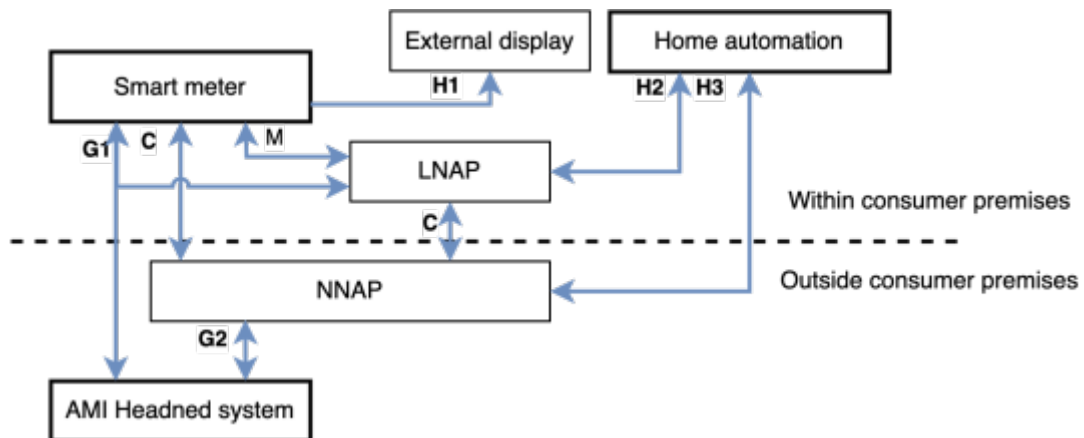 External display
Home automation
Smart meter
H1
H2
H3
G1
C
M
LNAP
Within consumer premises
C
Outside consumer premises
NNAP
G2
AMI Headned system